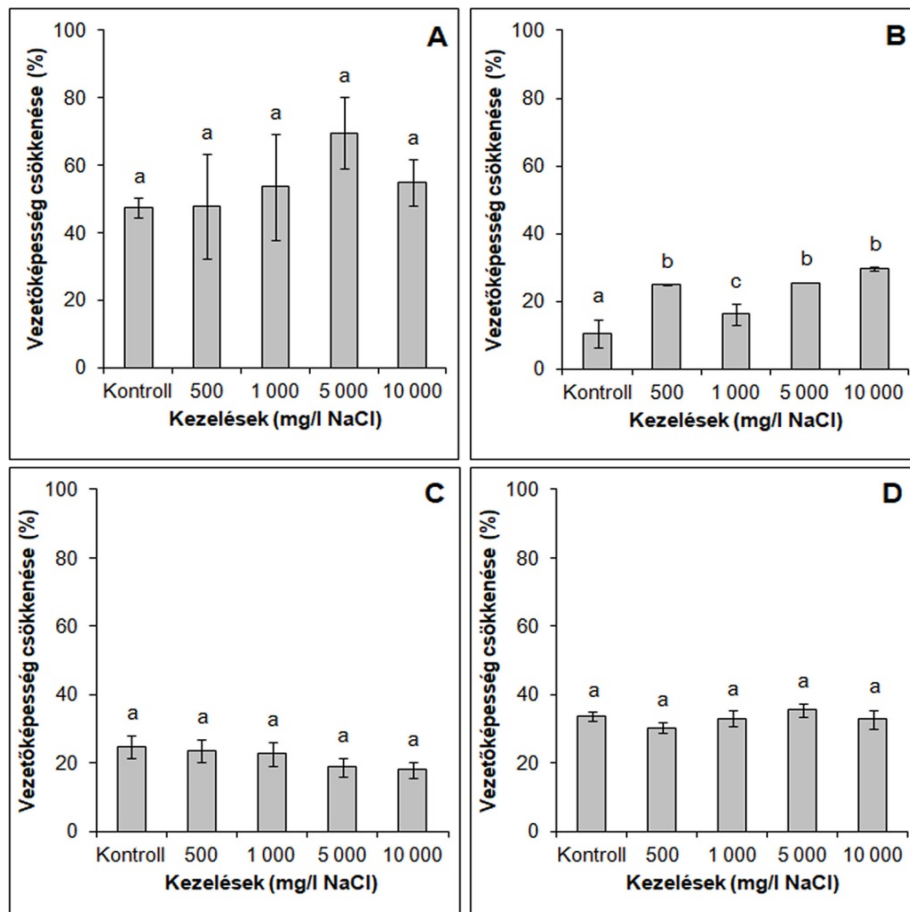 A
Vezetőképesség csökkenése (%)
100
80
60
40
20
0
a
a
a
a
a
Kontroll 500 1 000 5 000 10 000
Kezelések (mg/l NaCl)
B
Vezetőképesség csökkenése (%)
100
80
60
40
20
0
a
b
c
b
b
Kontroll 500 1 000 5 000 10 000
Kezelések (mg/l NaCl)
C
Vezetőképesség csökkenése (%)
100
80
60
40
20
0
a
a
a
a
a
Kontroll 500 1 000 5 000 10 000
Kezelések (mg/l NaCl)
D
Vezetőképesség csökkenése (%)
100
80
60
40
20
0
a
a
a
a
a
Kontroll 500 1 000 5 000 10 000
Kezelések (mg/l NaCl)